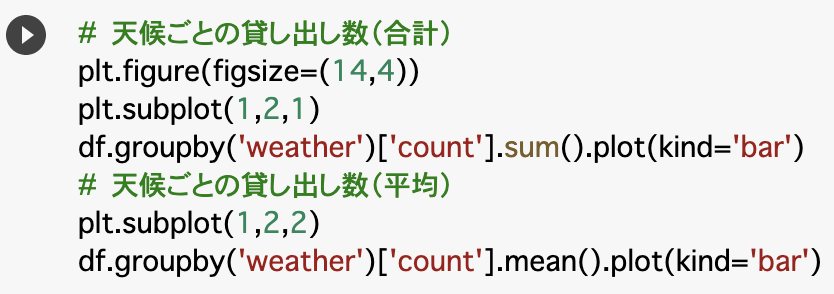 # 天候ごとの貸し出し数(合計)
plt.figure(figsize=(14,4))
plt.subplot(1,2,1)
df.groupby('weather')['count'].sum().plot(kind='bar')
# 天候ごとの貸し出し数(平均)
plt.subplot(1,2,2)
df.groupby('weather')['count'].mean().plot(kind='bar')